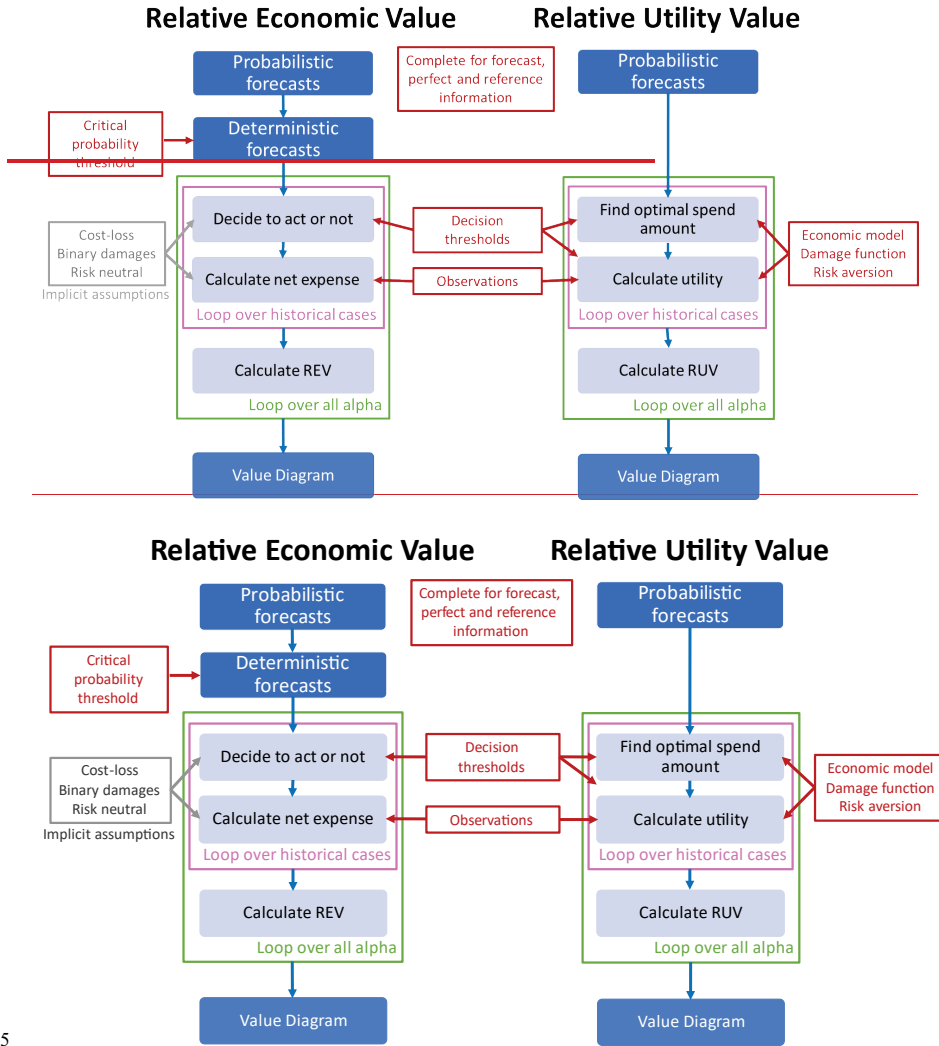 Relative Economic Value
Relative Utility Value
Probabilistic
forecasts
Complete for forecast,
perfect and reference
information
Probabilistic
forecasts
Critical
probability
threshold
Deterministic
forecasts
Decide to act or not
Decision
thresholds
Find optimal spend
amount
Cost-loss
Binary damages
Risk neutral
Implicit assumptions
Economic model
Damage function
Risk aversion
Calculate net expense
Observations
Calculate utility
Loop over historical cases
Loop over historical cases
Calculate REV
Calculate RUV
Loop over all alpha
Loop over all alpha
Value Diagram
Value Diagram
Relative Economic Value
Relative Utility Value
Probabilistic
forecasts
Complete for forecast,
perfect and reference
information
Probabilistic
forecasts
Critical
probability
threshold
Deterministic
forecasts
Decide to act or not
Decision
thresholds
Find optimal spend
amount
Cost-loss
Binary damages
Risk neutral
Implicit assumptions
Economic model
Damage function
Risk aversion
Calculate net expense
Observations
Calculate utility
Loop over historical cases
Loop over historical cases
Calculate REV
Calculate RUV
Loop over all alpha
Loop over all alpha
Value Diagram
Value Diagram
5